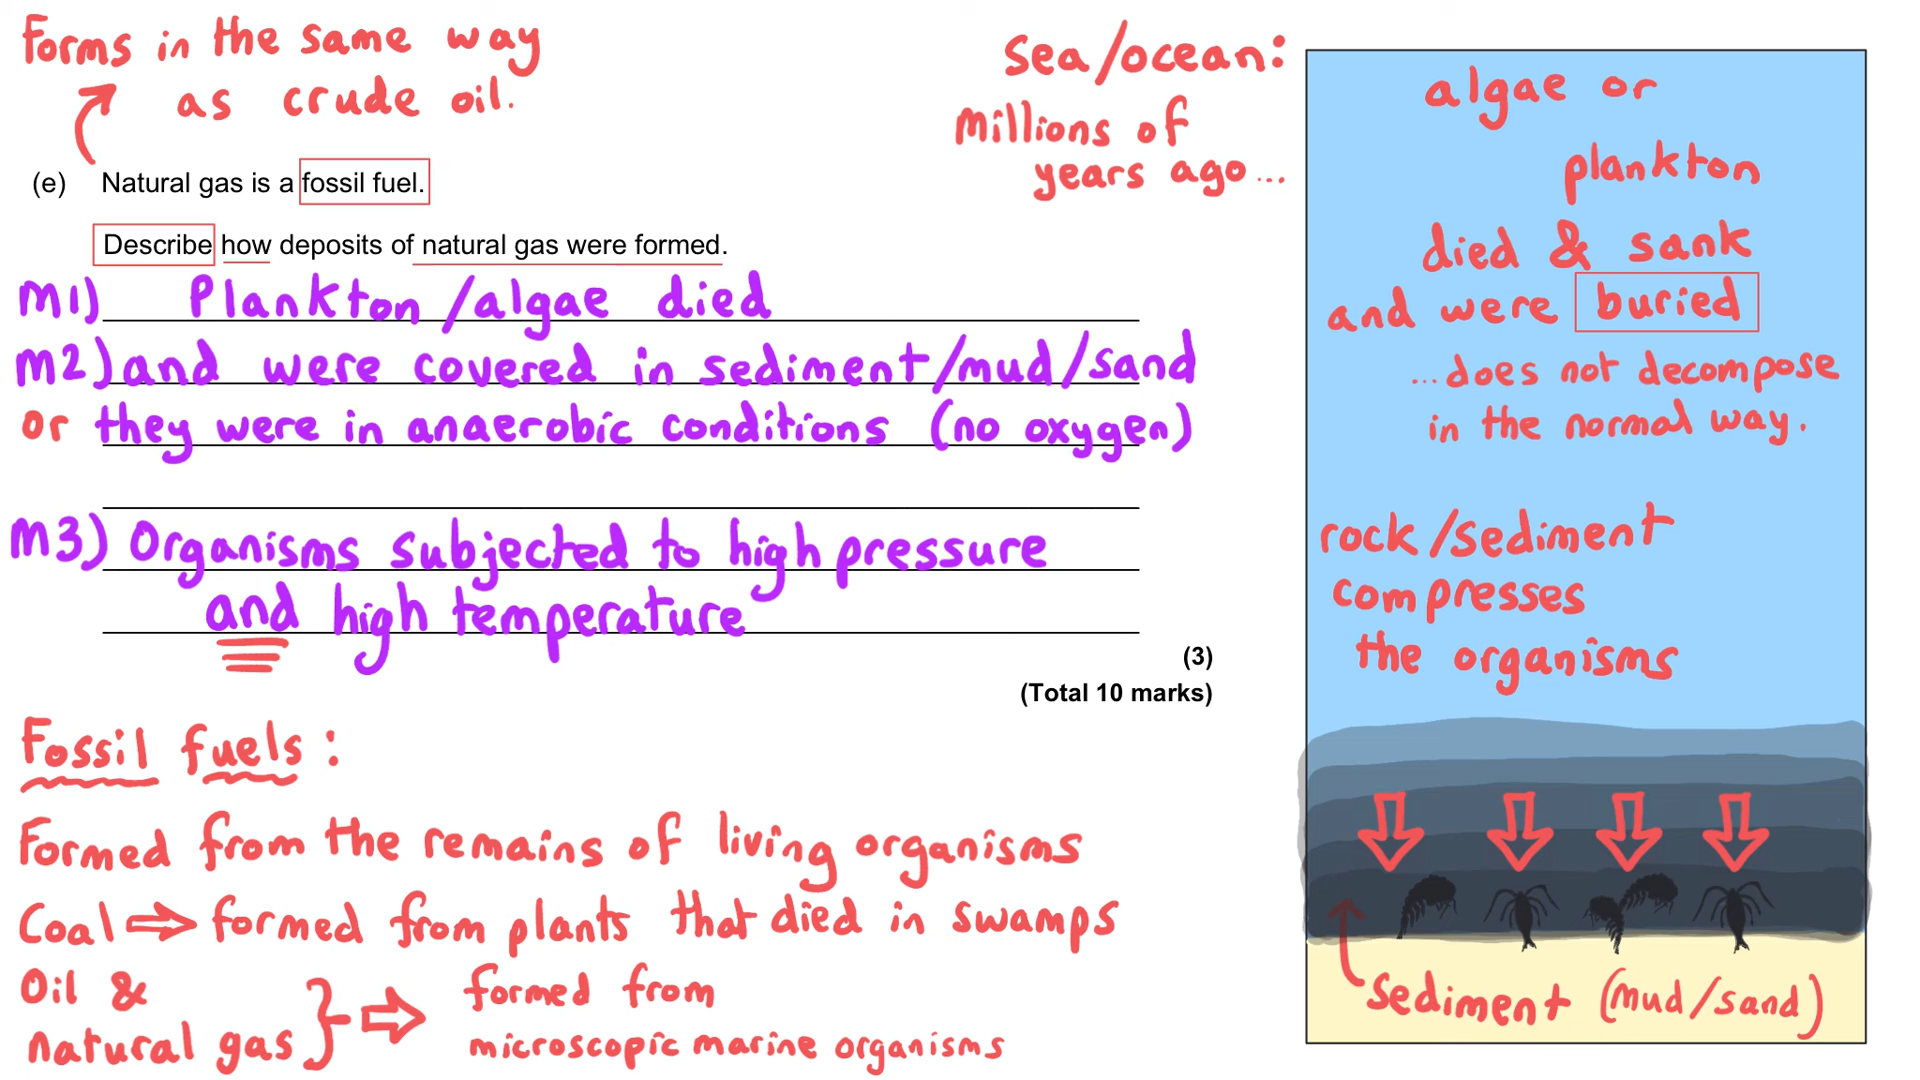 Forms in the same way
as crude oil.
(e) Natural gas is a fossil fuel.
Describe how deposits of natural gas were formed.
M1) Plankton/algae died
M2) and were covered in sediment/mud/sand
or they were in anaerobic conditions (no oxygen)
M3) Organisms subjected to high pressure
and high temperature
(3)
(Total 10 marks)
Fossil fuels:
Formed from the remains of living organisms
Coal ⇒ formed from plants that died in swamps
Oil &
natural gas } ⇒ formed from
microscopic marine organisms
sea/ocean:
Millions of
years ago...
algae or
plankton
died & sank
and were buried
...does not decompose
in the normal way.
rock/sediment
compresses
the organisms
sediment (mud/sand)